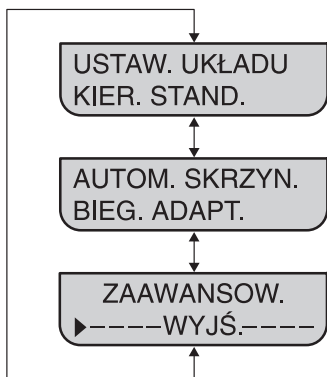 USTAW. UKŁADU
KIER. STAND.
AUTOM. SKRZYN.
BIEG. ADAPT.
ZAAWANSOW.
▶----WYJŚ.----